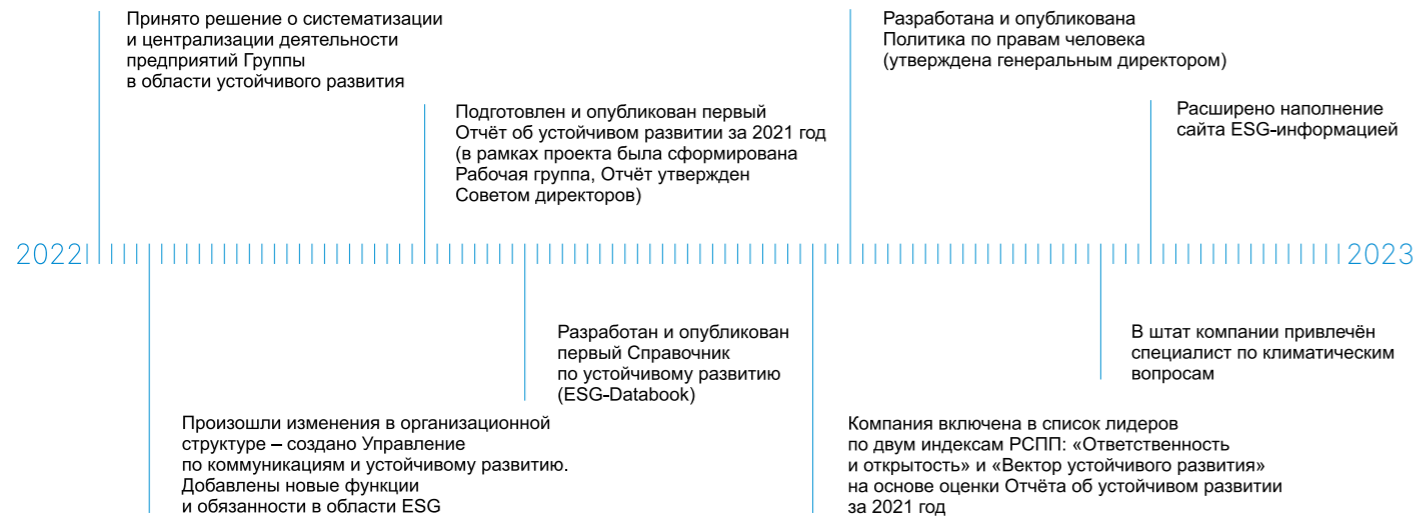 Принято решение о систематизации
и централизации деятельности
предприятий Группы
в области устойчивого развития
Подготовлен и опубликован первый
Отчёт об устойчивом развитии за 2021 год
(в рамках проекта была сформирована
Рабочая группа, Отчёт утвержден
Советом директоров)
Разработана и опубликована
Политика по правам человека
(утверждена генеральным директором)
Расширено наполнение
сайта ESG-информацией
2022
2023
Произошли изменения в организационной
структуре – создано Управление
по коммуникациям и устойчивому развитию.
Добавлены новые функции
и обязанности в области ESG
Разработан и опубликован
первый Справочник
по устойчивому развитию
(ESG-Databook)
Компания включена в список лидеров
по двум индексам РСПП: «Ответственность
и открытость» и «Вектор устойчивого развития»
на основе оценки Отчёта об устойчивом развитии
за 2021 год
В штат компании привлечён
специалист по климатическим
вопросам